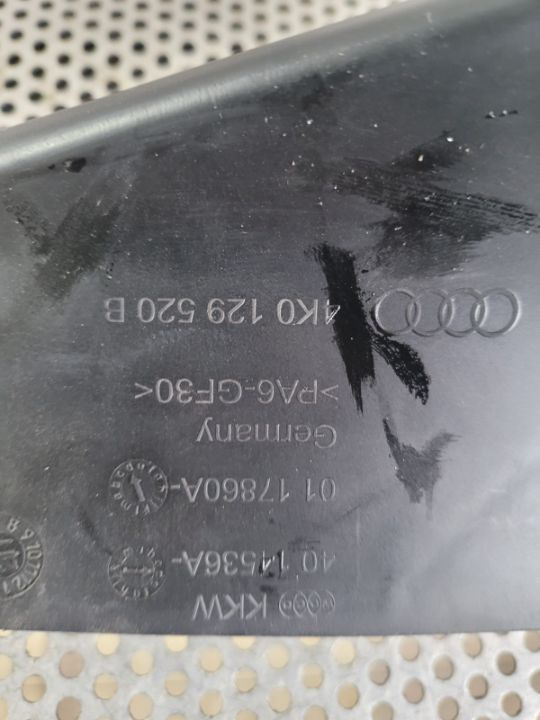 4K0 129 520 B
>PA6-GF30<
Germany
01 17860A-
40 14536A-
KKW